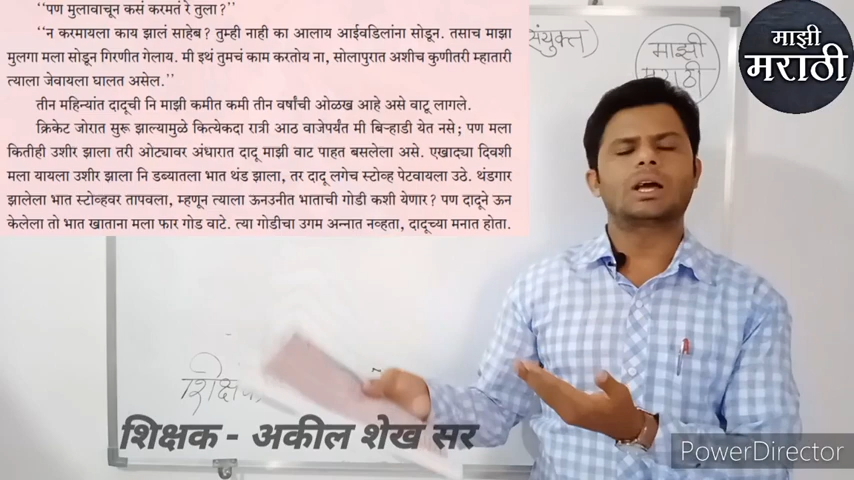 “पण मुलावाचून कसं करमतं रे तुला?”
“न करमायला काय झालं साहेब? तुम्ही नाही का आलाय आईवडिलांना सोडून. तसाच माझा
मुलगा मला सोडून गिरणीत गेलाय. मी इथं तुमचं काम करतोय ना, सोलापुरात अशीच कुणीतरी म्हातारी
त्याला जेवायला घालत असेल.”
तीन महिन्यांत दादूची नि माझी कमीत कमी तीन वर्षांची ओळख आहे असे वाटू लागले.
क्रिकेट जोरात सुरू झाल्यामुळे कित्येकदा रात्री आठ वाजेपर्यंत मी बिऱ्हाडी येत नसे; पण मला
कितीही उशीर झाला तरी ओट्यावर अंधारात दादू माझी वाट पाहत बसलेला असे. एखाद्या दिवशी
मला यायला उशीर झाला नि डब्यातला भात थंड झाला, तर दादू लगेच स्टोव्ह पेटवायला उठे. थंडगार
झालेला भात स्टोव्हवर तापवला, म्हणून त्याला ऊनउनीत भाताची गोडी कशी येणार? पण दादूने ऊन
केलेला तो भात खाताना मला फार गोड वाटे. त्या गोडीचा उगम अन्नात नव्हता, दादूच्या मनात होता.
संयुक्त)
माझी
मराठी
माझी
मराठी
शिक्षक - अकील शेख सर
PowerDirector